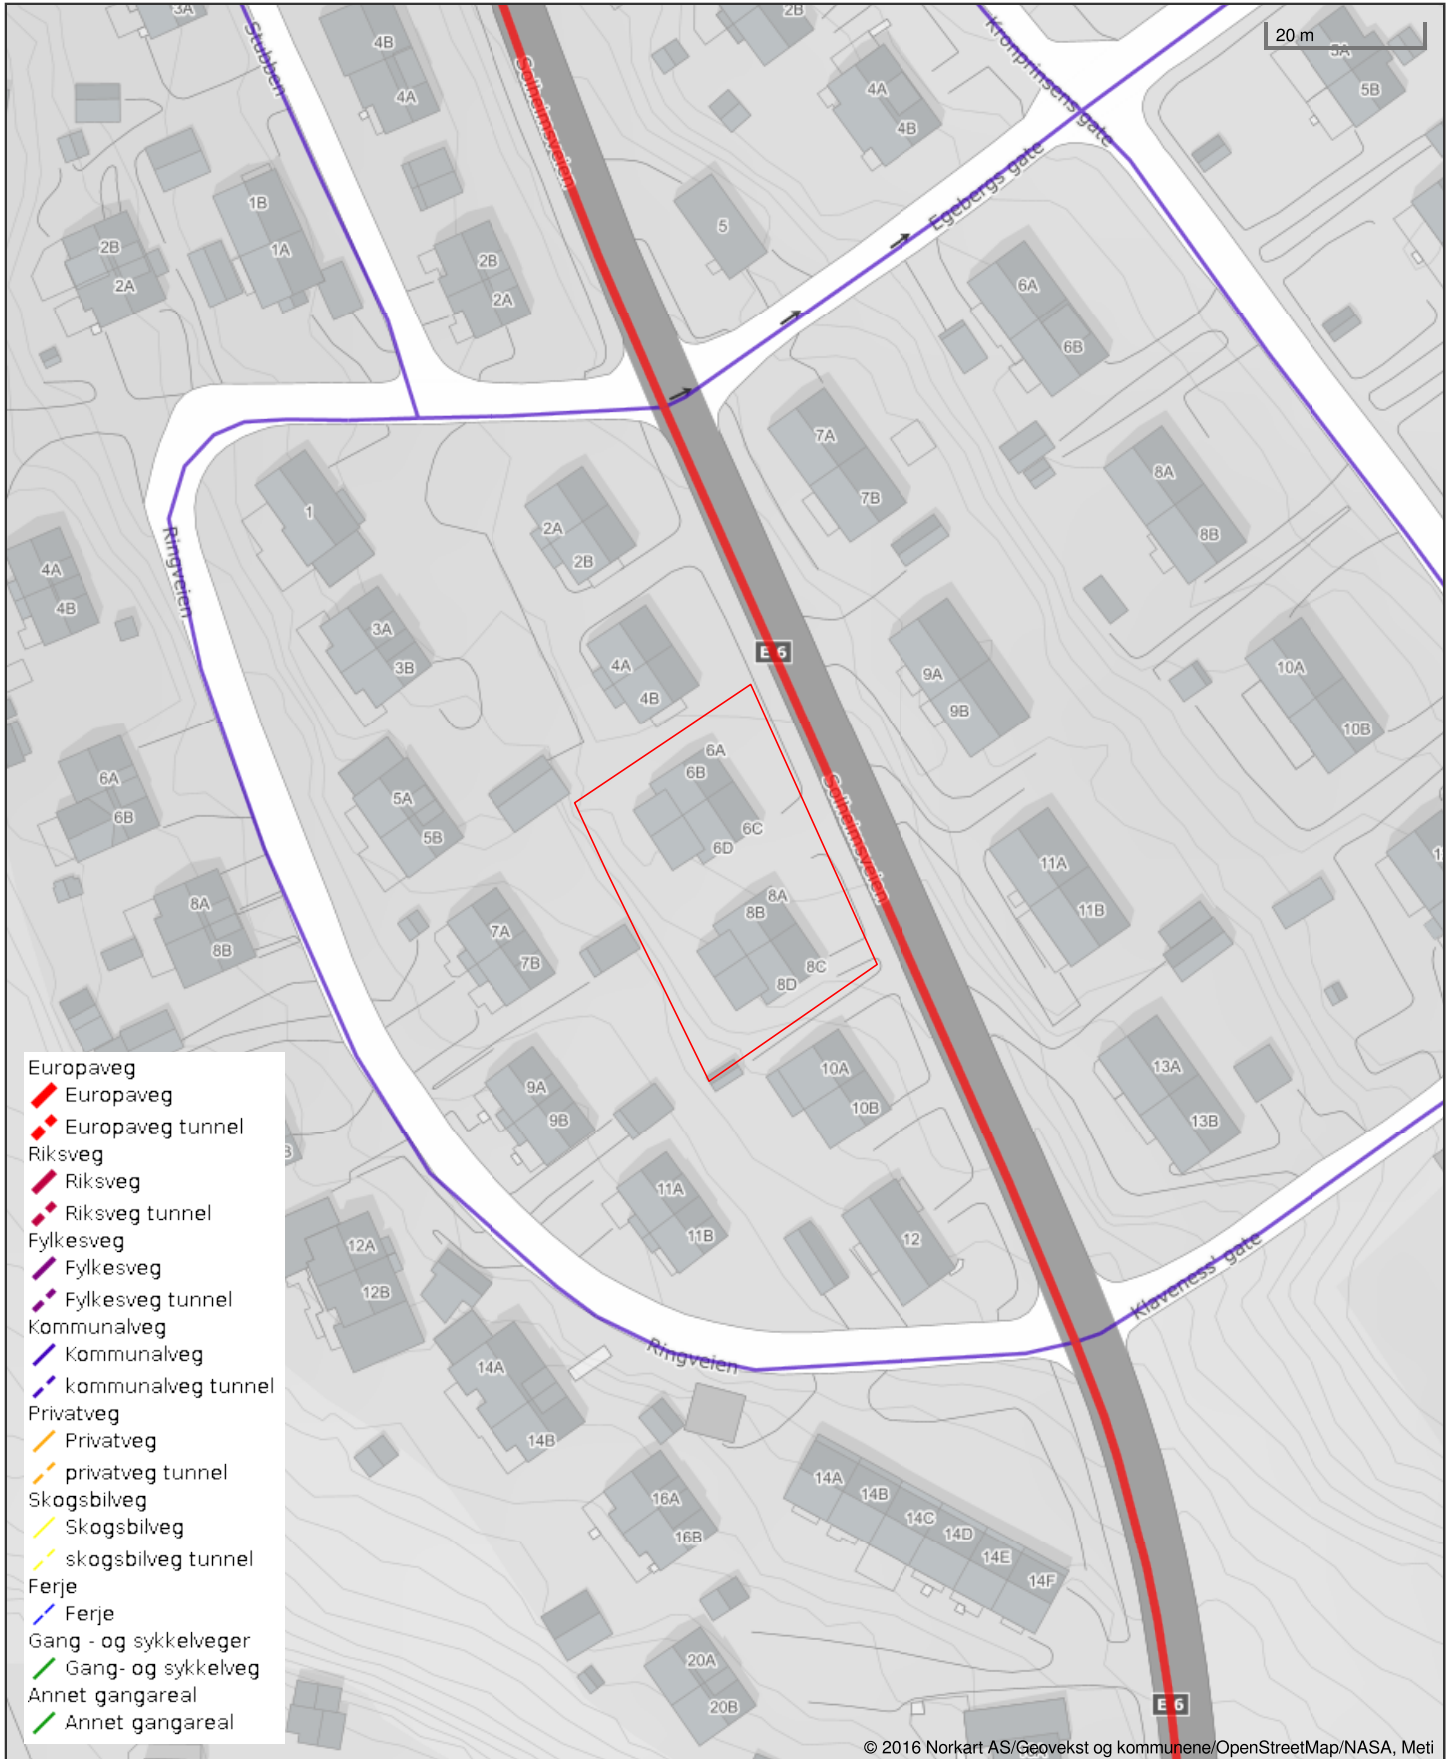 3A
4B
2B
20 m
Stubben
Solheimsveien
Kronprinsens gate
4A
4A
5A
5B
4B
Egebergs gate
1B
1A
5
2B
2A
2B
2A
6A
6B
7A
7B
8A
8B
1
2A
2B
4A
4B
Ringveien
3A
3B
4A
4B
E 6
9A
9B
10A
10B
6A
6B
5A
5B
6A
6B
6C
6D
Solheimsveien
11A
11B
8A
8B
7A
7B
8A
8B
8C
8D
10A
10B
13A
13B
9A
9B
11A
11B
12
12A
12B
Klaveness' gate
Ringveien
14A
14B
14A
14B
14C
14D
14E
14F
16A
16B
20A
20B
E 6
Europaveg
Europaveg
Europaveg tunnel
Riksveg
Riksveg
Riksveg tunnel
Fylkesveg
Fylkesveg
Fylkesveg tunnel
Kommunalveg
Kommunalveg
kommunalveg tunnel
Privatveg
Privatveg
privatveg tunnel
Skogsbilveg
Skogsbilveg
skogsbilveg tunnel
Ferje
Ferje
Gang - og sykkelveger
Gang- og sykkelveg
Annet gangareal
Annet gangareal
© 2016 Norkart AS/Geovekst og kommunene/OpenStreetMap/NASA, Meti